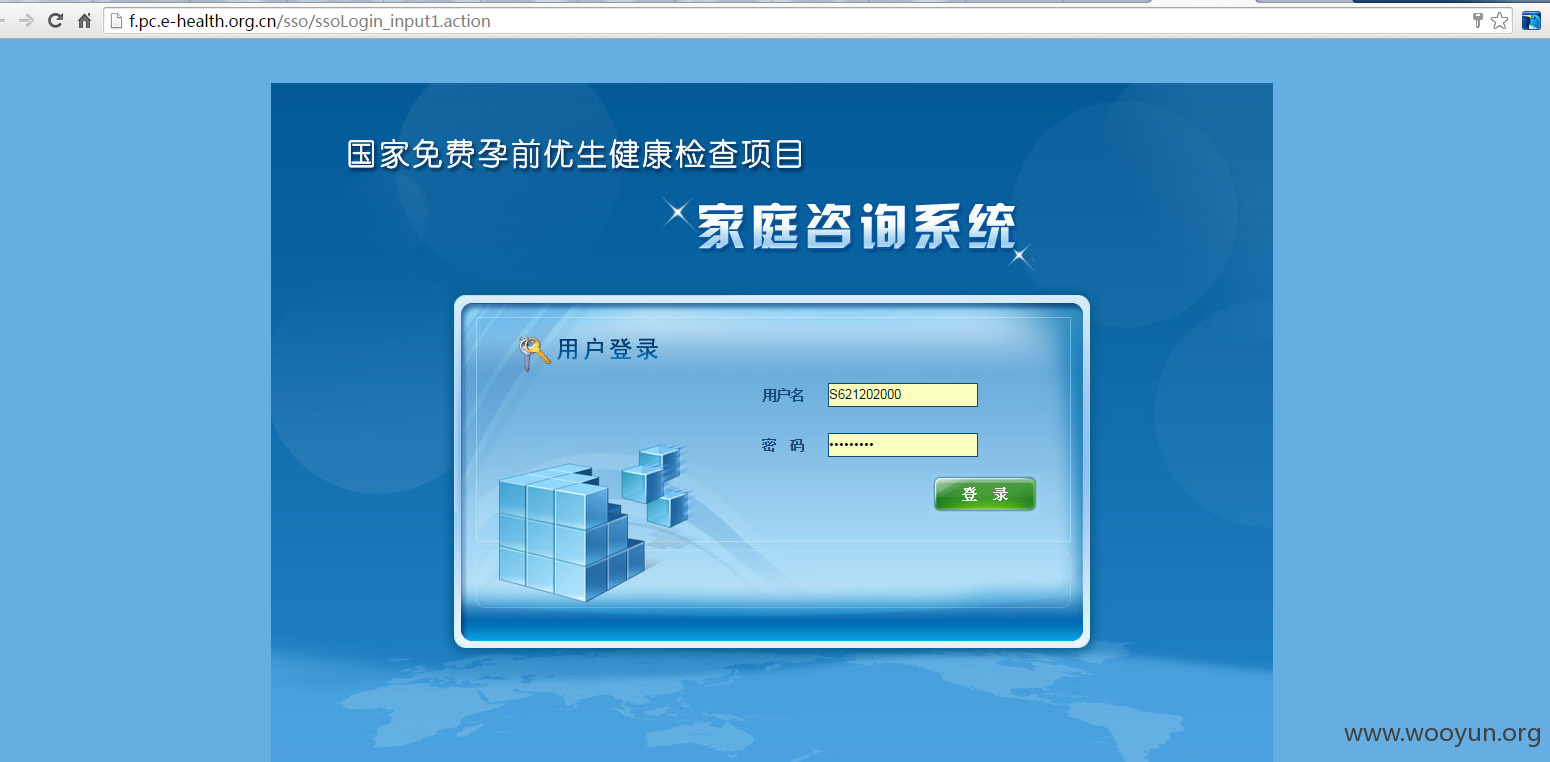 f.pc.e-health.org.cn/sso/ssoLogin_input1.action
国家免费孕前优生健康检查项目
家庭咨询系统
用户登录
用户名 S621202000
密 码 •••••••••
登 录
www.wooyun.org